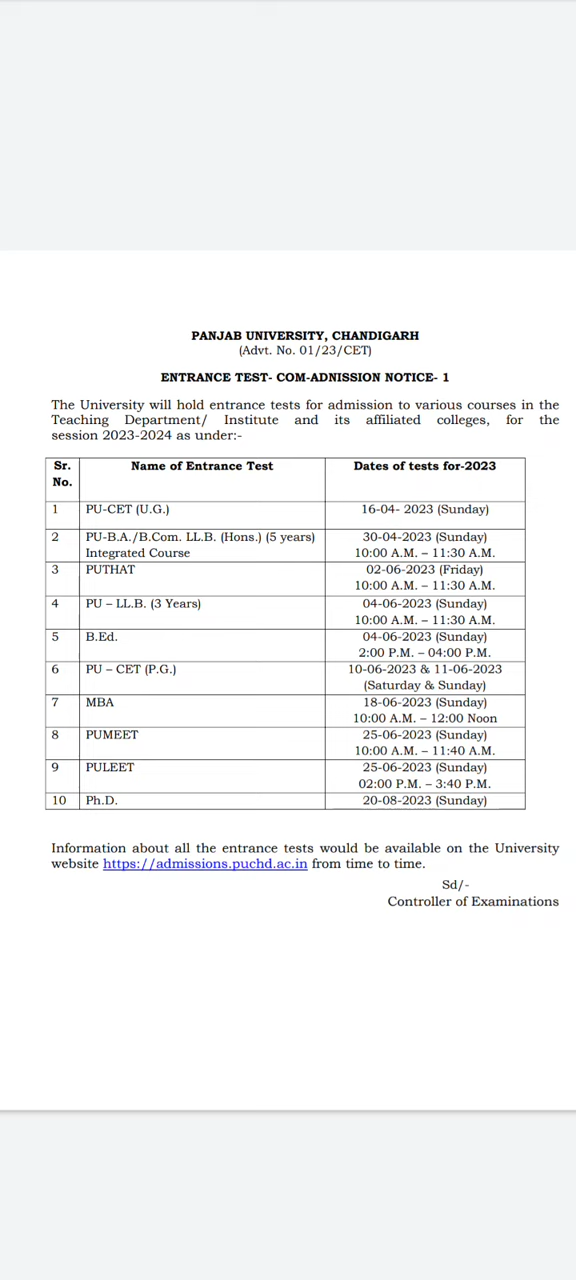 PANJAB UNIVERSITY, CHANDIGARH
(Advt. No. 01/23/CET)
ENTRANCE TEST- COM-ADNISSION NOTICE- 1
The University will hold entrance tests for admission to various courses in the
Teaching Department/ Institute and its affiliated colleges, for the
session 2023-2024 as under:-
Sr. No. Name of Entrance Test Dates of tests for-2023
1 PU-CET (U.G.) 16-04- 2023 (Sunday)
2 PU-B.A./B.Com. LL.B. (Hons.) (5 years) 30-04-2023 (Sunday)
Integrated Course 10:00 A.M. – 11:30 A.M.
3 PUTHAT 02-06-2023 (Friday)
10:00 A.M. – 11:30 A.M.
4 PU – LL.B. (3 Years) 04-06-2023 (Sunday)
10:00 A.M. – 11:30 A.M.
5 B.Ed. 04-06-2023 (Sunday)
2:00 P.M. – 04:00 P.M.
6 PU – CET (P.G.) 10-06-2023 & 11-06-2023
(Saturday & Sunday)
7 MBA 18-06-2023 (Sunday)
10:00 A.M. – 12:00 Noon
8 PUMEET 25-06-2023 (Sunday)
10:00 A.M. – 11:40 A.M.
9 PULEET 25-06-2023 (Sunday)
02:00 P.M. – 3:40 P.M.
10 Ph.D. 20-08-2023 (Sunday)
Information about all the entrance tests would be available on the University
website https://admissions.puchd.ac.in from time to time.
Sd/-
Controller of Examinations